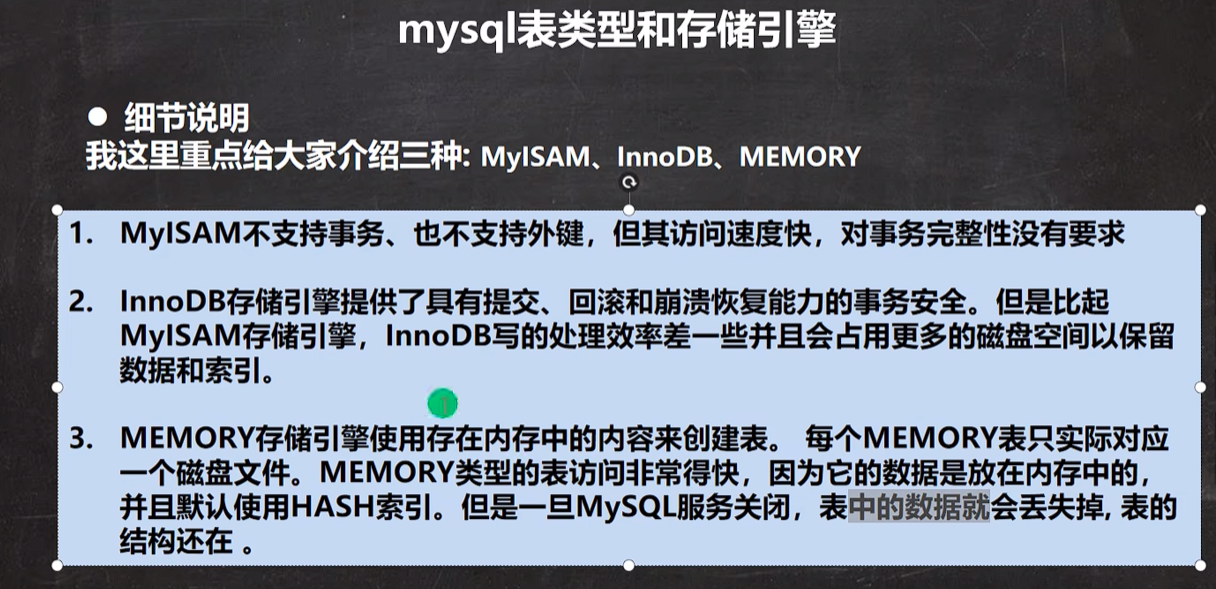 mysql表类型和存储引擎
● 细节说明
我这里重点给大家介绍三种: MyISAM、InnoDB、MEMORY
1. MyISAM不支持事务、也不支持外键，但其访问速度快，对事务完整性没有要求
2. InnoDB存储引擎提供了具有提交、回滚和崩溃恢复能力的事务安全。但是比起
MyISAM存储引擎，InnoDB写的处理效率差一些并且会占用更多的磁盘空间以保留
数据和索引。
3. MEMORY存储引擎使用存在内存中的内容来创建表。 每个MEMORY表只实际对应
一个磁盘文件。MEMORY类型的表访问非常得快，因为它的数据是放在内存中的，
并且默认使用HASH索引。但是一旦MySQL服务关闭，表中的数据就会丢失掉, 表的
结构还在 。